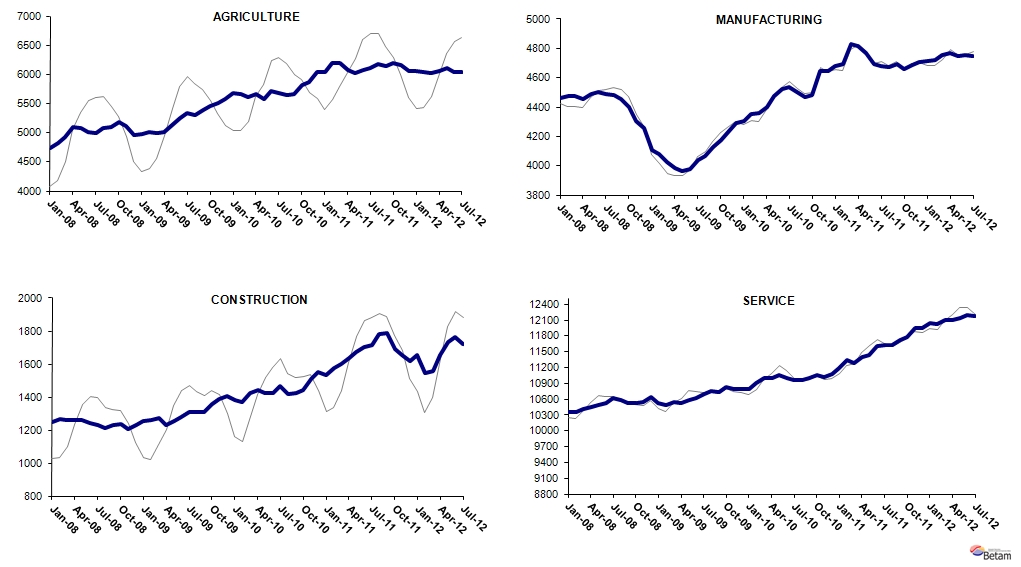 AGRICULTURE
7000
6000
5500
5000
4500
4000
Jan-08
Apr-08
Jul-08
Oct-08
Jan-09
Apr-09
Jul-09
Oct-09
Jan-10
Apr-10
Jul-10
Oct-10
Jan-11
Apr-11
Jul-11
Oct-11
Jan-12
Apr-12
Jul-12
MANUFACTURING
5000
4800
4600
4400
4200
4000
3800
Jan-08
Apr-08
Jul-08
Oct-08
Jan-09
Apr-09
Jul-09
Oct-09
Jan-10
Apr-10
Jul-10
Oct-10
Jan-11
Apr-11
Jul-11
Oct-11
Jan-12
Apr-12
Jul-12
CONSTRUCTION
2000
1800
1600
1400
1200
1000
800
Jan-08
Apr-08
Jul-08
Oct-08
Jan-09
Apr-09
Jul-09
Oct-09
Jan-10
Apr-10
Jul-10
Oct-10
Jan-11
Apr-11
Jul-11
Oct-11
Jan-12
Apr-12
Jul-12
SERVICE
12400
12100
11800
11500
11200
10900
10600
10300
10000
9700
9400
9100
8800
Jan-08
Apr-08
Jul-08
Oct-08
Jan-09
Apr-09
Jul-09
Oct-09
Jan-10
Apr-10
Jul-10
Oct-10
Jan-11
Apr-11
Jul-11
Oct-11
Jan-12
Apr-12
Jul-12
Betam